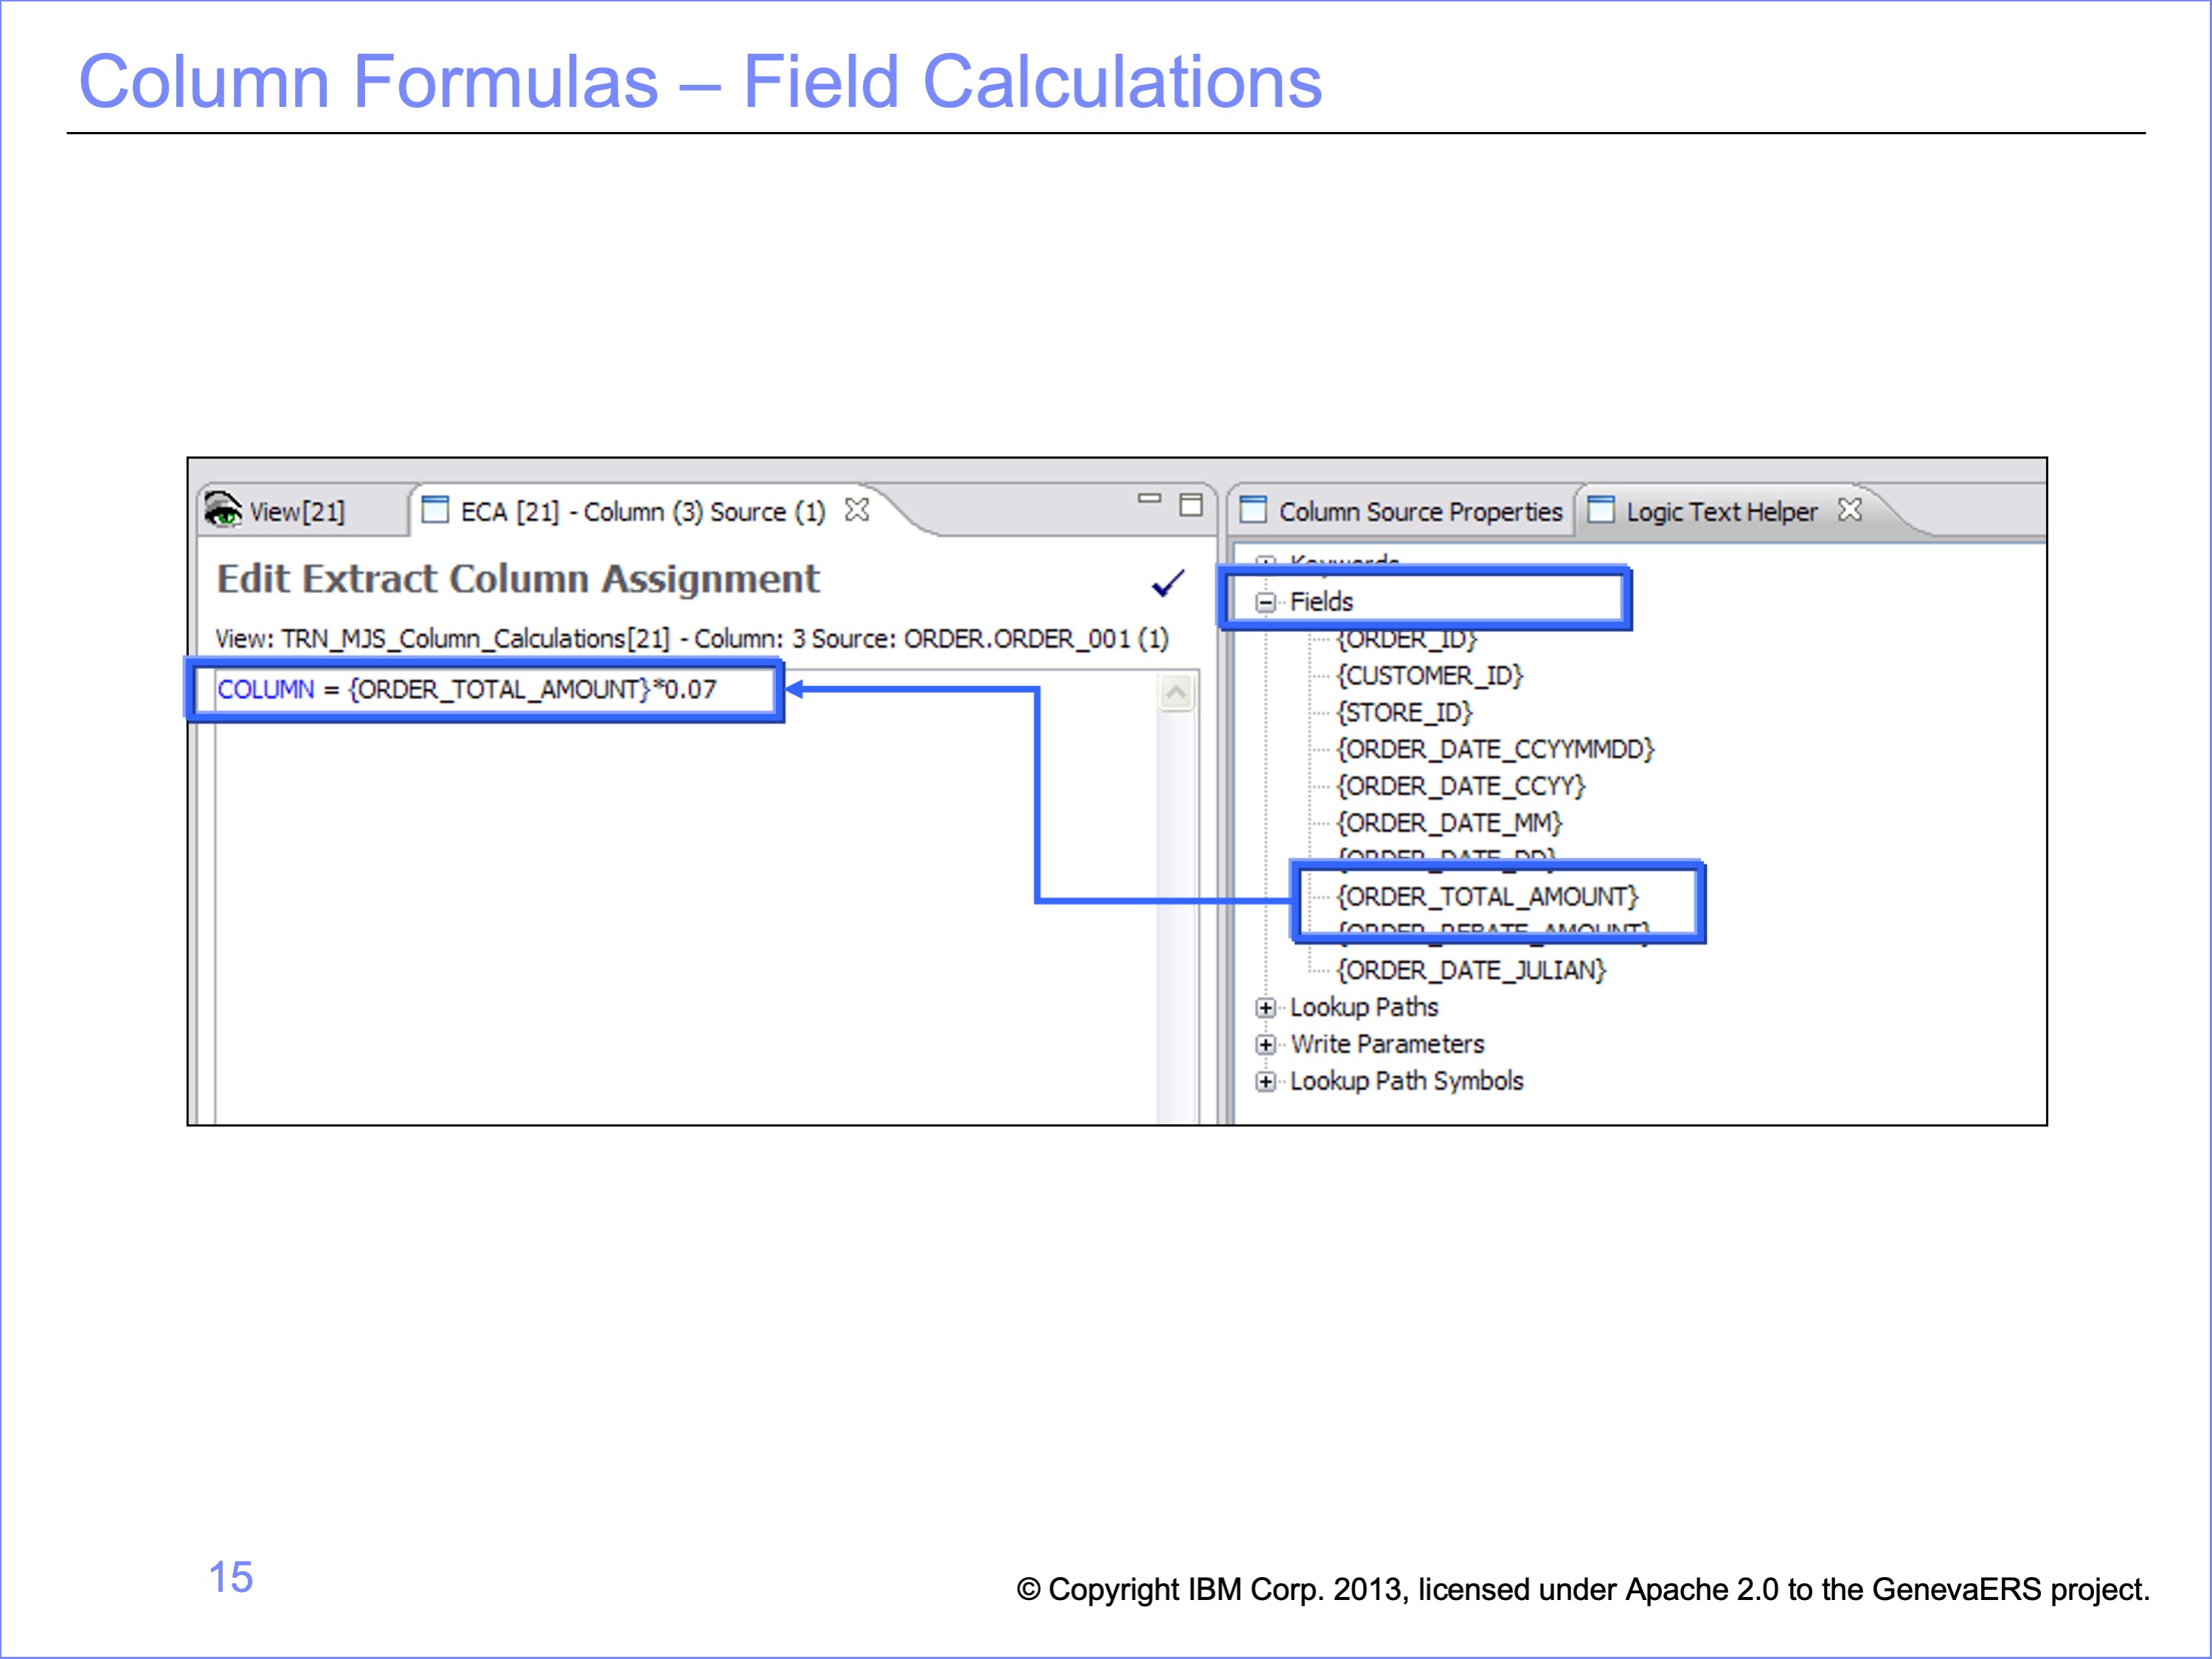 Column Formulas – Field Calculations
View[21]
ECA [21] - Column (3) Source (1)
Edit Extract Column Assignment
View: TRN_MJS_Column_Calculations[21] - Column: 3 Source: ORDER.ORDER_001 (1)
COLUMN = {ORDER_TOTAL_AMOUNT}*0.07
Column Source Properties
Logic Text Helper
Keywords
Fields
{ORDER_ID}
{CUSTOMER_ID}
{STORE_ID}
{ORDER_DATE_CCYYMMDD}
{ORDER_DATE_CCYY}
{ORDER_DATE_MM}
{ORDER_DATE_DD}
{ORDER_TOTAL_AMOUNT}
{ORDER_REBATE_AMOUNT}
{ORDER_DATE_JULIAN}
Lookup Paths
Write Parameters
Lookup Path Symbols
15
© Copyright IBM Corp. 2013, licensed under Apache 2.0 to the GenevaERS project.